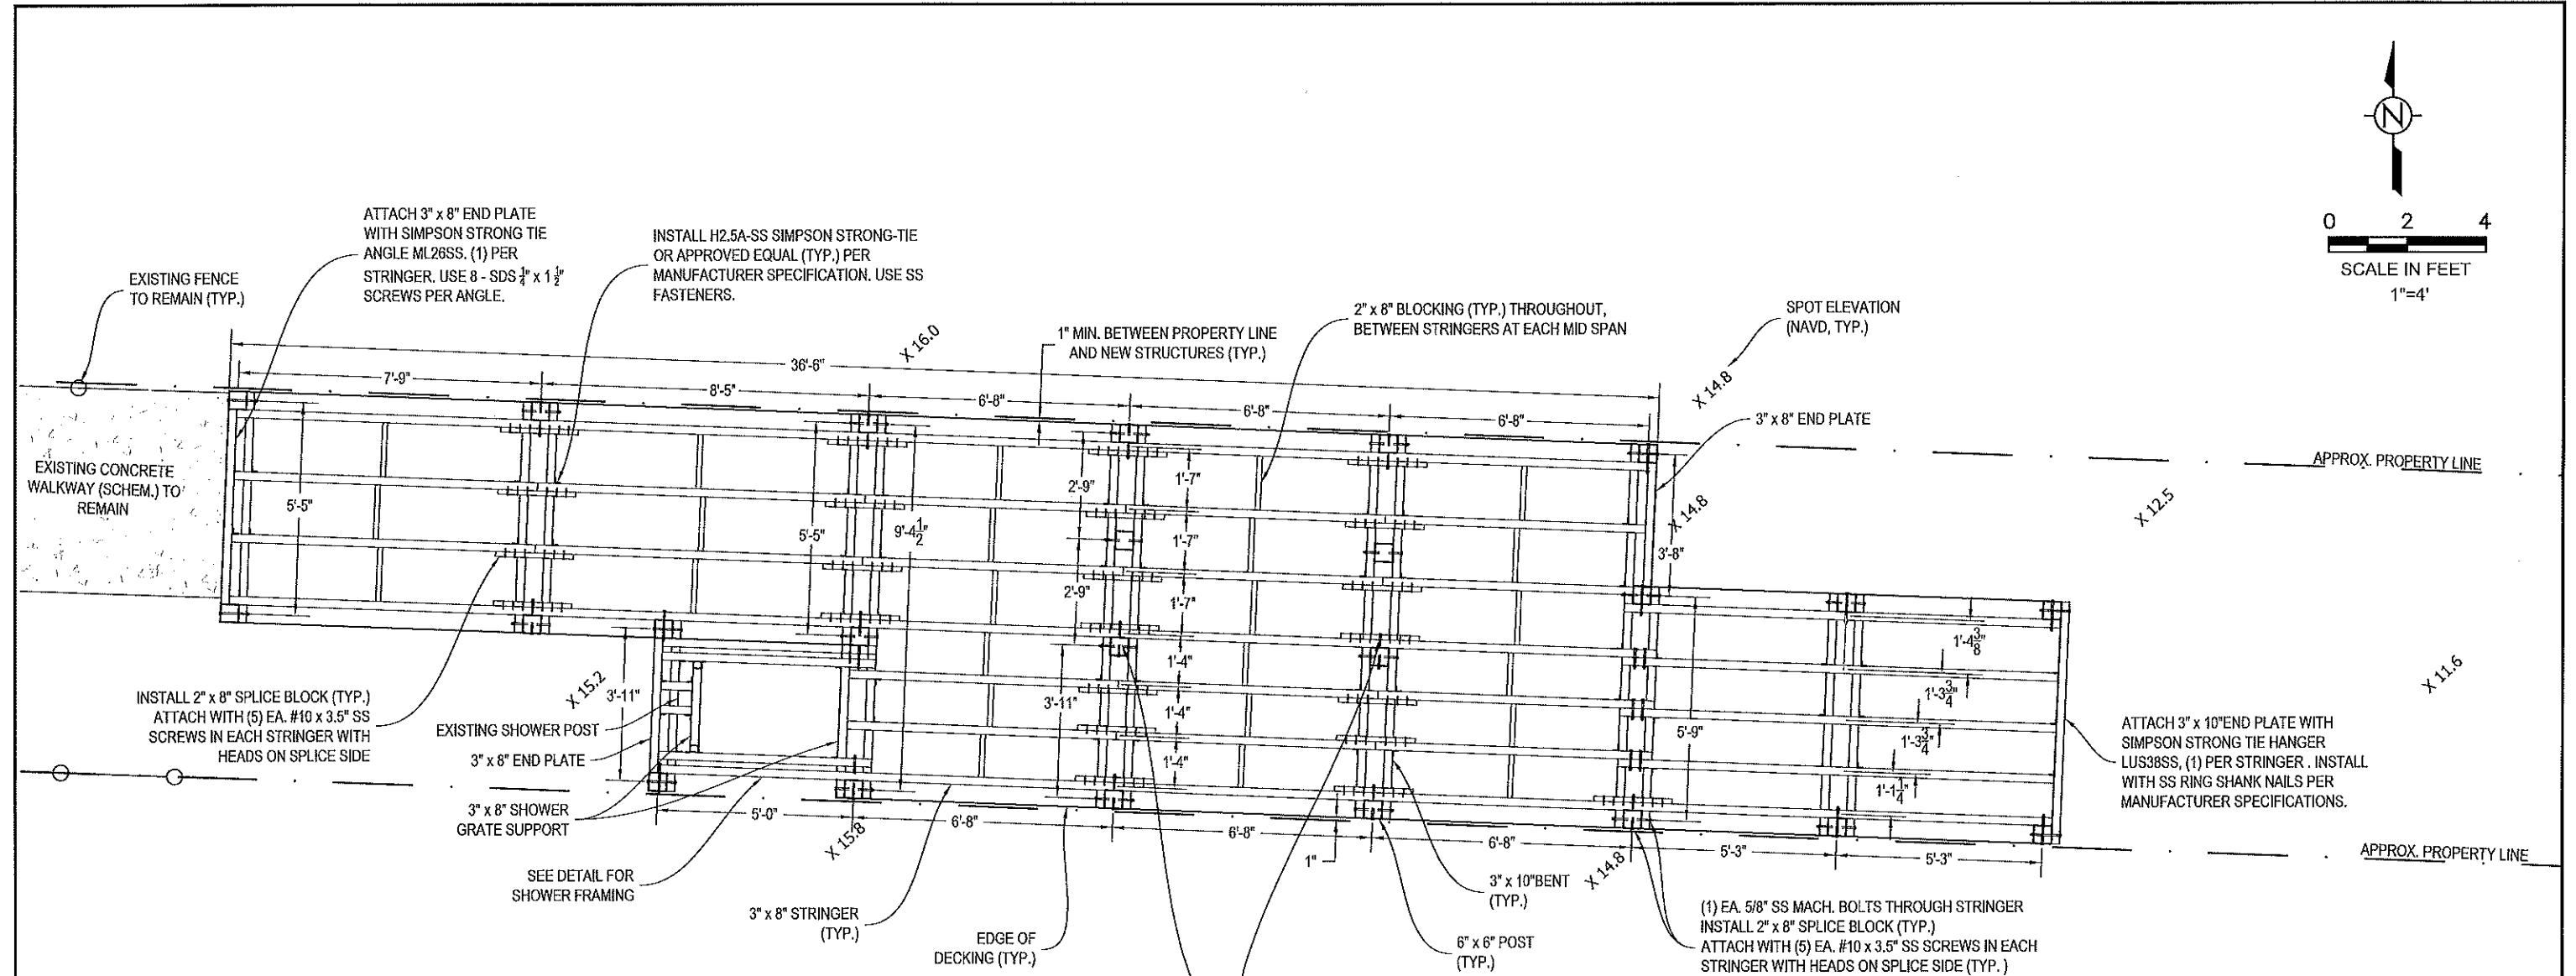 N
0 2 4
SCALE IN FEET
1"=4'
ATTACH 3" x 8" END PLATE
WITH SIMPSON STRONG TIE
ANGLE ML26SS. (1) PER
STRINGER. USE 8 - SDS 1/4" x 1 1/2"
SCREWS PER ANGLE.
INSTALL H2.5A-SS SIMPSON STRONG-TIE
OR APPROVED EQUAL (TYP.) PER
MANUFACTURER SPECIFICATION. USE SS
FASTENERS.
EXISTING FENCE
TO REMAIN (TYP.)
X 16.0
1" MIN. BETWEEN PROPERTY LINE
AND NEW STRUCTURES (TYP.)
2" x 8" BLOCKING (TYP.) THROUGHOUT,
BETWEEN STRINGERS AT EACH MID SPAN
SPOT ELEVATION
(NAVD, TYP.)
X 14.8
3" x 8" END PLATE
36'-6"
7'-9"
8'-5"
6'-8"
6'-8"
6'-8"
APPROX. PROPERTY LINE
X 12.5
X 14.8
EXISTING CONCRETE
WALKWAY (SCHEM.) TO
REMAIN
5'-5"
5'-5"
9'-4 1/2"
2'-9"
2'-9"
1'-7"
1'-7"
1'-7"
1'-4"
1'-4"
1'-4"
3'-11"
3'-8"
1'-4 3/8"
1'-3 3/4"
1'-3 3/4"
1'-1 1/4"
5'-9"
X 11.6
X 15.2
3'-11"
INSTALL 2" x 8" SPLICE BLOCK (TYP.)
ATTACH WITH (5) EA. #10 x 3.5" SS
SCREWS IN EACH STRINGER WITH
HEADS ON SPLICE SIDE
EXISTING SHOWER POST
3" x 8" END PLATE
3" x 8" SHOWER
GRATE SUPPORT
SEE DETAIL FOR
SHOWER FRAMING
5'-0"
6'-8"
6'-8"
6'-8"
5'-3"
5'-3"
X 15.8
1"
X 14.8
ATTACH 3" x 10"END PLATE WITH
SIMPSON STRONG TIE HANGER
LUS38SS, (1) PER STRINGER . INSTALL
WITH SS RING SHANK NAILS PER
MANUFACTURER SPECIFICATIONS.
APPROX. PROPERTY LINE
3" x 8" STRINGER
(TYP.)
EDGE OF
DECKING (TYP.)
3" x 10"BENT
(TYP.)
6" x 6" POST
(TYP.)
(1) EA. 5/8" SS MACH. BOLTS THROUGH STRINGER
INSTALL 2" x 8" SPLICE BLOCK (TYP.)
ATTACH WITH (5) EA. #10 x 3.5" SS SCREWS IN EACH
STRINGER WITH HEADS ON SPLICE SIDE (TYP. )